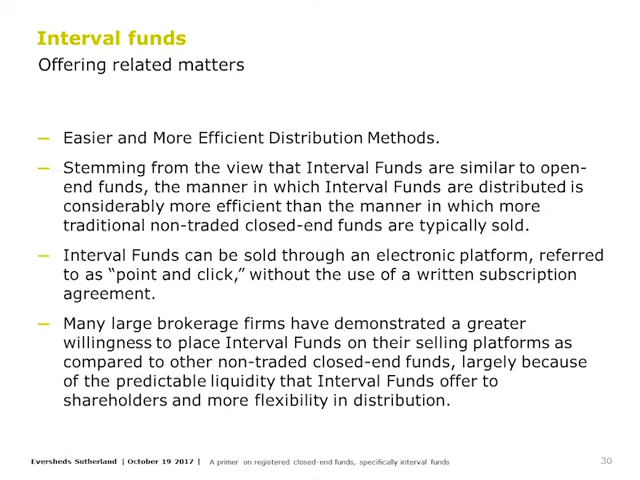 Interval funds
Offering related matters
— Easier and More Efficient Distribution Methods.
— Stemming from the view that Interval Funds are similar to open-
end funds, the manner in which Interval Funds are distributed is
considerably more efficient than the manner in which more
traditional non-traded closed-end funds are typically sold.
— Interval Funds can be sold through an electronic platform, referred
to as “point and click,” without the use of a written subscription
agreement.
— Many large brokerage firms have demonstrated a greater
willingness to place Interval Funds on their selling platforms as
compared to other non-traded closed-end funds, largely because
of the predictable liquidity that Interval Funds offer to
shareholders and more flexibility in distribution.
Eversheds Sutherland | October 19 2017 | A primer on registered closed-end funds, specifically interval funds 30